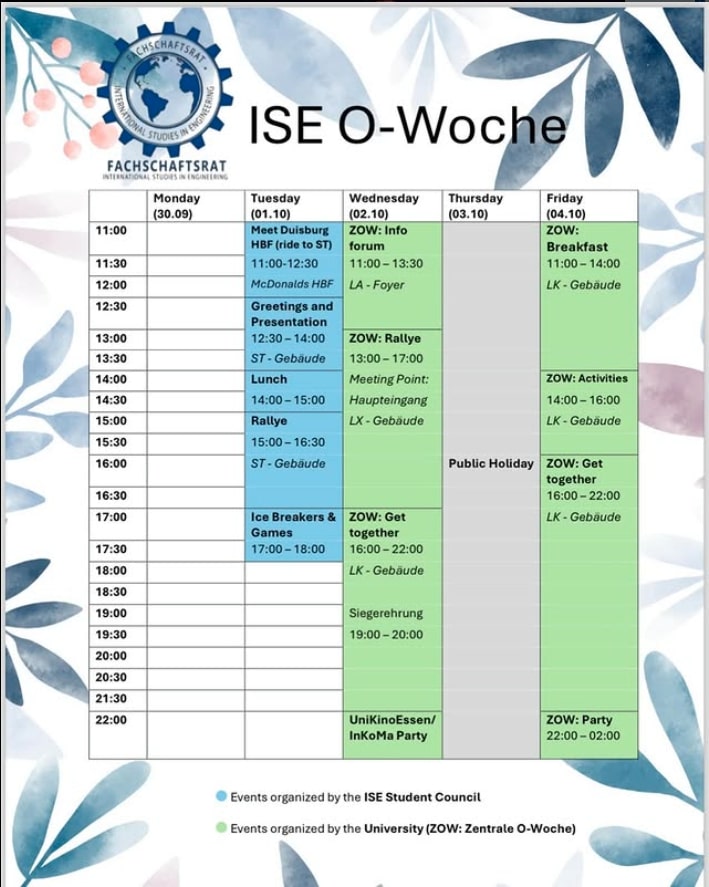 FACHSCHAFTSRAT
INTERNATIONAL STUDIES IN ENGINEERING
FACHSCHAFTSRAT
INTERNATIONAL STUDIES IN ENGINEERING
ISE O-Woche
Monday (30.09)
Tuesday (01.10)
Wednesday (02.10)
Thursday (03.10)
Friday (04.10)
11:00
Meet Duisburg
HBF (ride to ST)
ZOW: Info
forum
ZOW:
Breakfast
11:30
11:00-12:30
11:00 – 13:30
11:00 – 14:00
12:00
McDonalds HBF
LA - Foyer
LK - Gebäude
12:30
Greetings and
Presentation
13:00
12:30 – 14:00
ZOW: Rallye
13:30
ST - Gebäude
13:00 – 17:00
14:00
Lunch
Meeting Point:
ZOW: Activities
14:30
14:00 – 15:00
Haupteingang
14:00 – 16:00
15:00
Rallye
LX - Gebäude
LK - Gebäude
15:30
15:00 – 16:30
16:00
ST - Gebäude
Public Holiday
ZOW: Get
together
16:30
16:00 – 22:00
17:00
Ice Breakers &
Games
ZOW: Get
together
LK - Gebäude
17:30
17:00 – 18:00
16:00 – 22:00
18:00
LK - Gebäude
18:30
19:00
Siegerehrung
19:30
19:00 – 20:00
20:00
20:30
21:30
22:00
UniKinoEssen/
InKoMa Party
ZOW: Party
22:00 – 02:00
Events organized by the ISE Student Council
Events organized by the University (ZOW: Zentrale O-Woche)